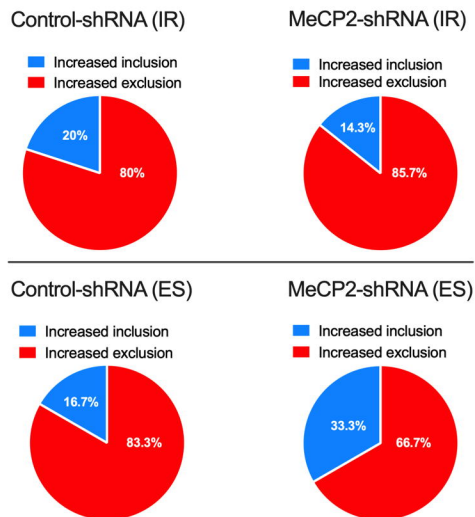 Control-shRNA (IR)
Increased inclusion
Increased exclusion
20%
80%
MeCP2-shRNA (IR)
Increased inclusion
Increased exclusion
14.3%
85.7%
Control-shRNA (ES)
Increased inclusion
Increased exclusion
16.7%
83.3%
MeCP2-shRNA (ES)
Increased inclusion
Increased exclusion
33.3%
66.7%